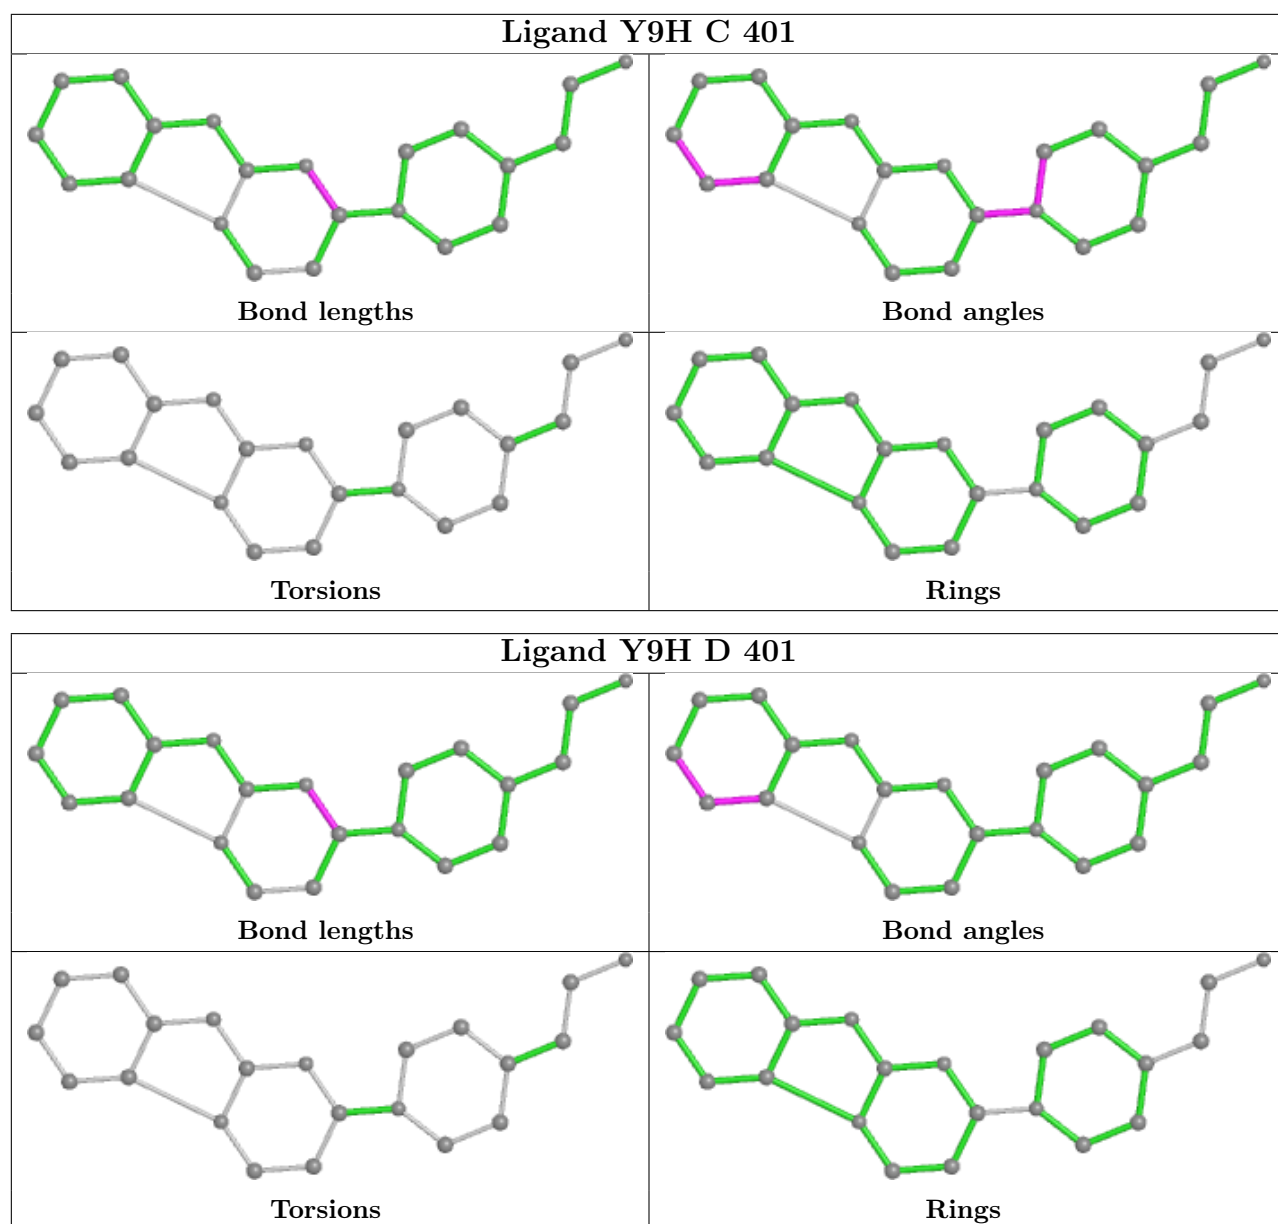 Ligand Y9H C 401
Bond lengths
Bond angles
Torsions
Rings
Ligand Y9H D 401
Bond lengths
Bond angles
Torsions
Rings